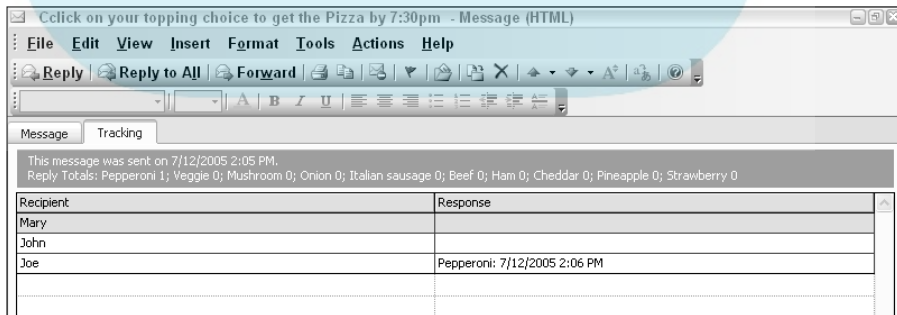 Cclick on your topping choice to get the Pizza by 7:30pm - Message (HTML)
File Edit View Insert Format Tools Actions Help
Reply Reply to All Forward
A B I U
Message Tracking
This message was sent on 7/12/2005 2:05 PM.
Reply Totals: Pepperoni 1; Veggie 0; Mushroom 0; Onion 0; Italian sausage 0; Beef 0; Ham 0; Cheddar 0; Pineapple 0; Strawberry 0
Recipient Response
Mary
John
Joe Pepperoni: 7/12/2005 2:06 PM